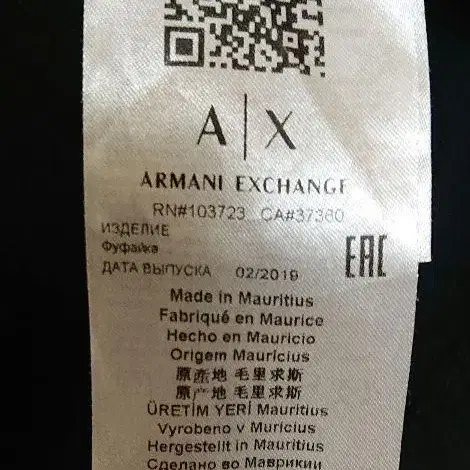 A|X
ARMANI EXCHANGE
RN#103723 CA#37360
ИЗДЕЛИЕ
Фуфайка
ДАТА ВЫПУСКА 02/2019
EAC
Made in Mauritius
Fabriqué en Maurice
Hecho en Mauricio
Origem Mauricius
原產地 毛里求斯
原产地 毛里求斯
ÜRETİM YERİ Mauritius
Vyrobeno v Muricius
Hergestellt in Mauritius
Сделано во Маврикии